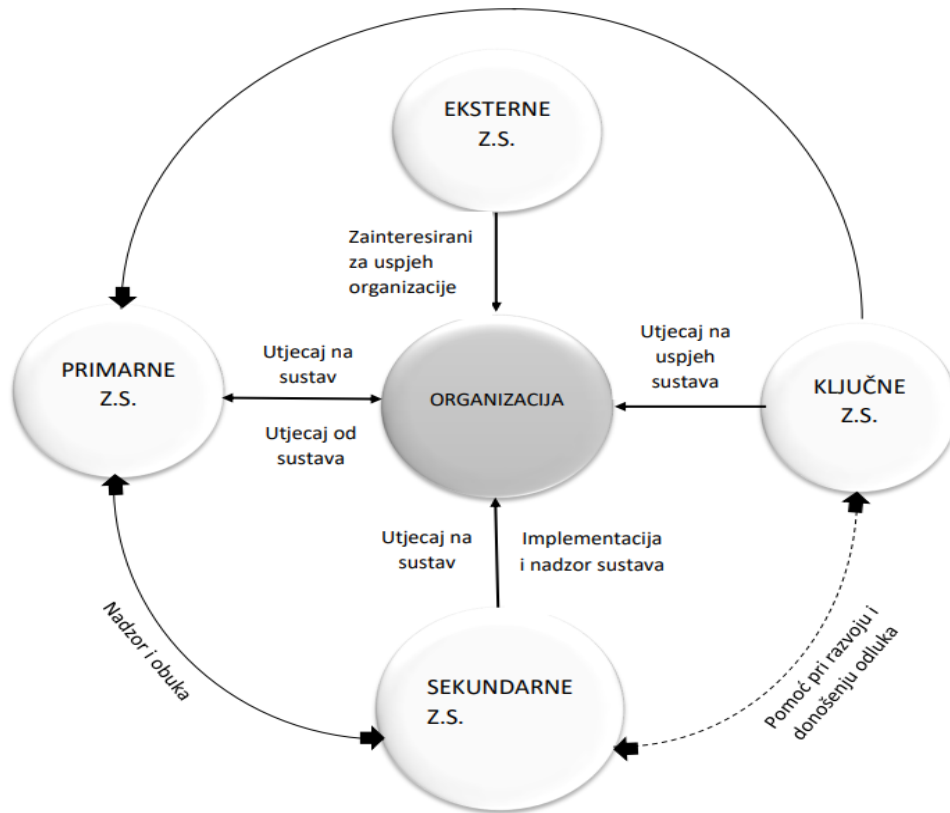 EKSTERNE
Z.S.
Zainteresirani
za uspjeh
organizacije
PRIMARNE
Z.S.
Utjecaj na
sustav
Utjecaj od
sustava
ORGANIZACIJA
Utjecaj na
uspjeh
sustava
KLJUČNE
Z.S.
Utjecaj na
sustav
Implementacija
i nadzor sustava
Nadzor i obuka
SEKUNDARNE
Z.S.
Pomoć pri razvoju i
donošenju odluka